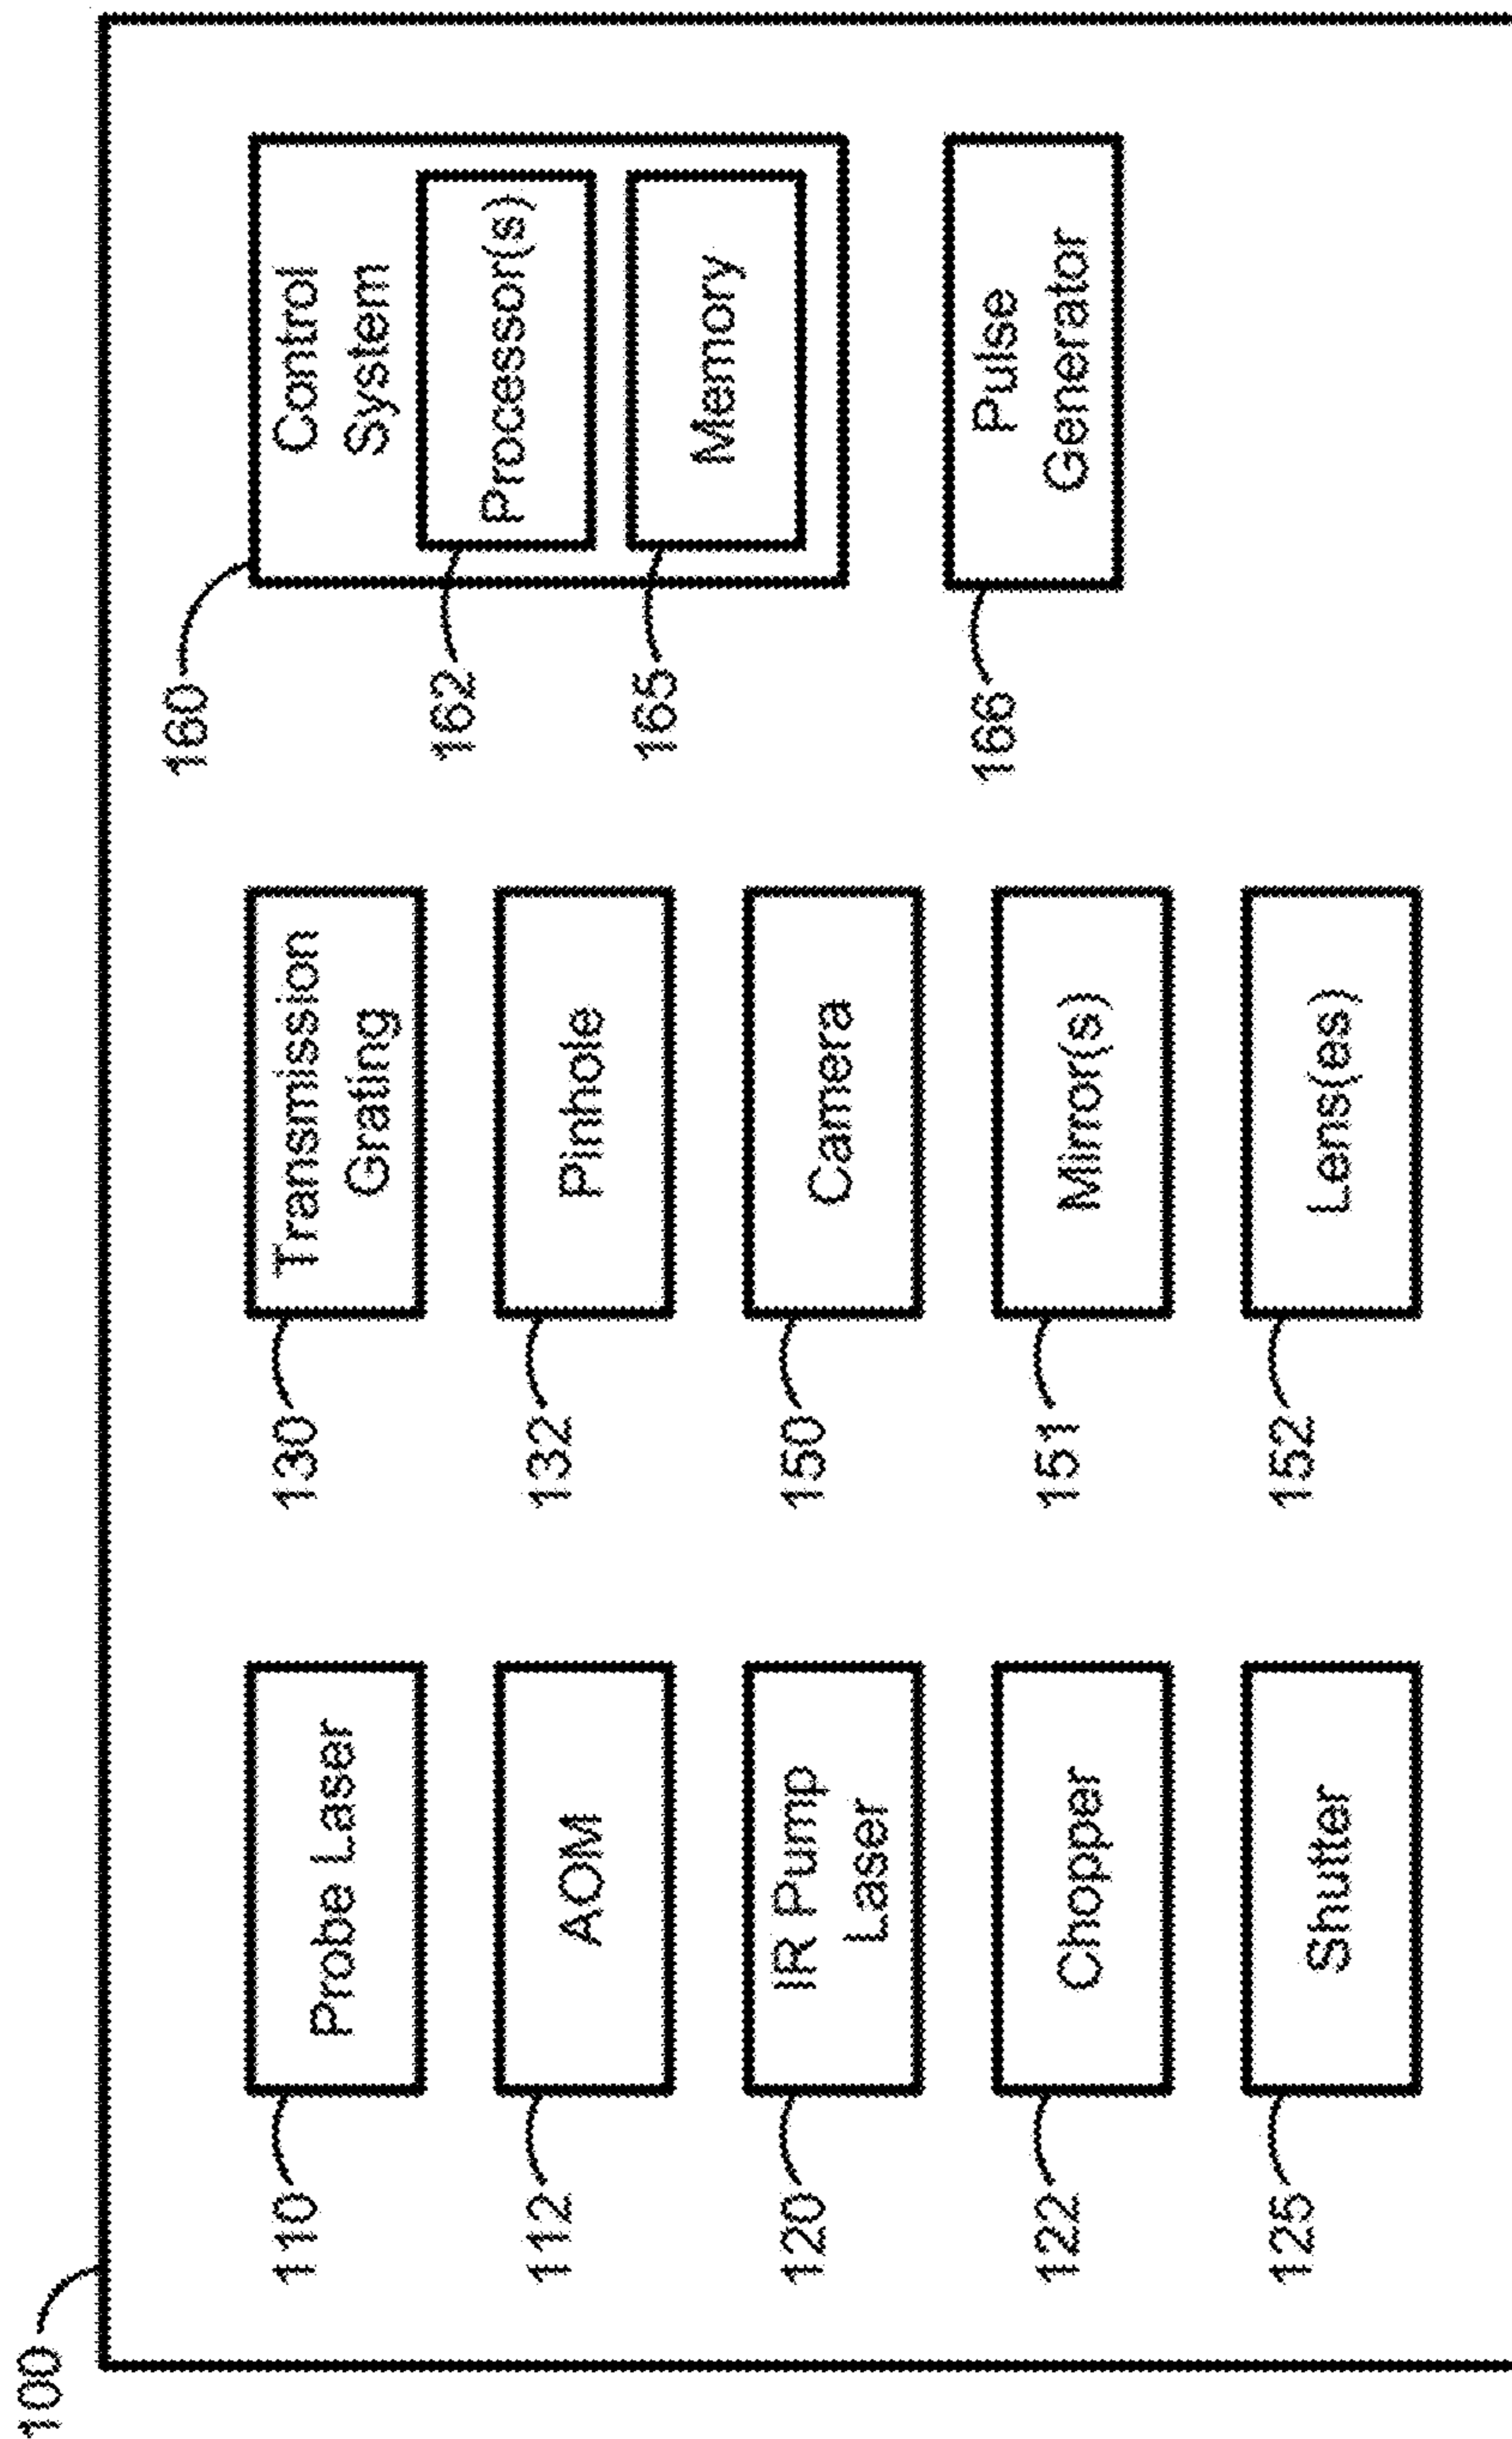 100
110
Probe Laser
112
AOM
120
IR Pump
Laser
122
Chopper
125
Shutter
130
Transmission
Grating
132
Pinhole
150
Camera
151
Mirror(s)
152
Lens(es)
160
Control
System
162
Processor(s)
165
Memory
166
Pulse
Generator